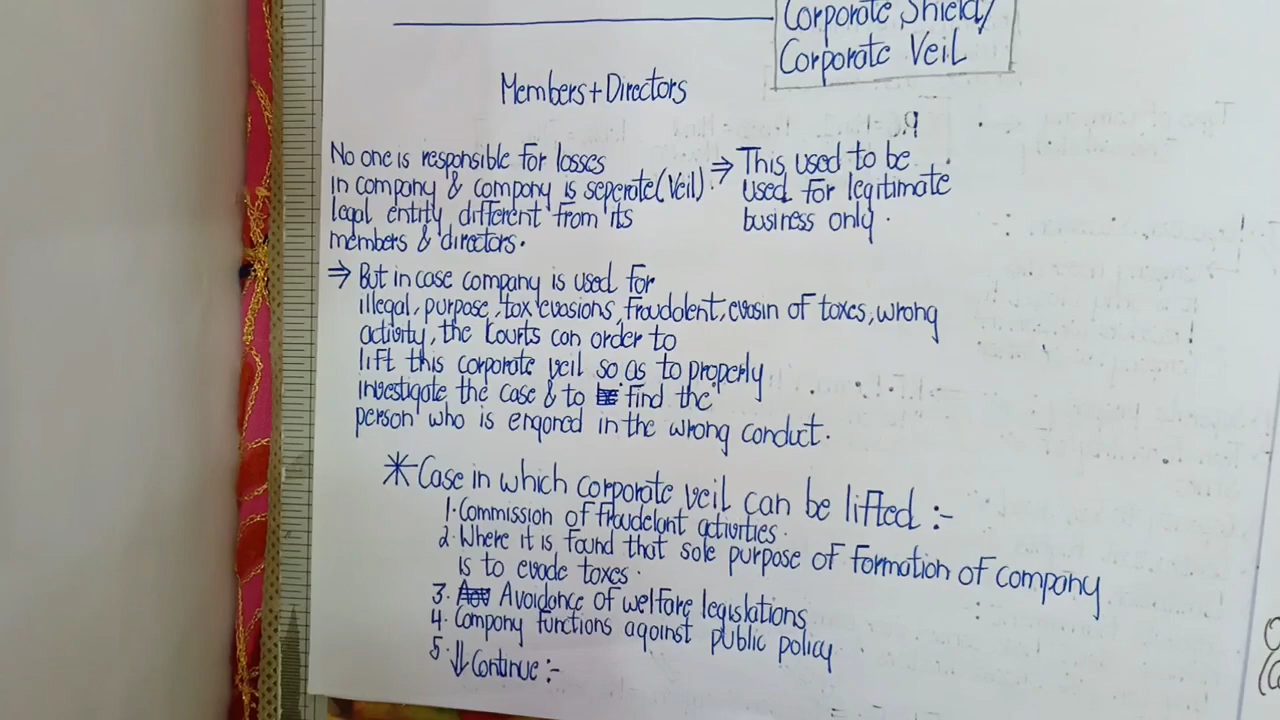 Corporate Shield/
Corporate Veil
Members+Directors
No one is responsible for losses
in company & company is seperate(Veil).
legal entity different from its
members & directors.
⇒ This used to be
used for legitimate
business only.
⇒ But in case company is used for
illegal, purpose, tax evasions, fraudolent, evasin of taxes, wrong
activity, the Courts can order to
lift this corporate veil so as to properly
investigate the case & to find the
person who is engored in the wrong conduct.
* Case in which corporate veil can be lifted :-
1. Commission of fraudelant activities.
2. Where it is found that sole purpose of formation of company
is to evade taxes.
3. Avoidance of welfare legislations
4. Company functions against public policy
5. ⇓ Continue :-